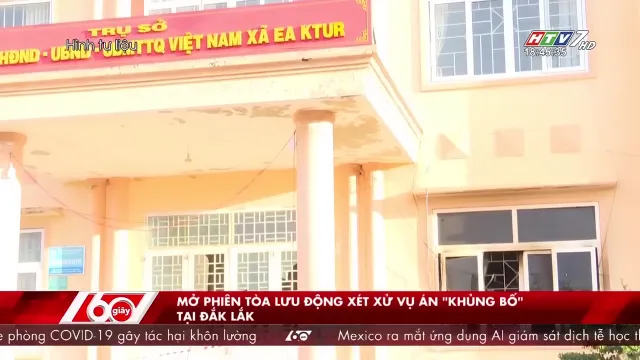 TRỤ SỞ
HĐND - UBND - UBMTTQ VIỆT NAM XÃ EA KTUR
Hình tư liệu
HTV7 HD
18:45:35
60 giây
MỞ PHIÊN TÒA LƯU ĐỘNG XÉT XỬ VỤ ÁN "KHỦNG BỐ"
TẠI ĐẮK LẮK
e phòng COVID-19 gây tác hại khôn lường 60 Mexico ra mắt ứng dụng AI giám sát dịch tễ học th